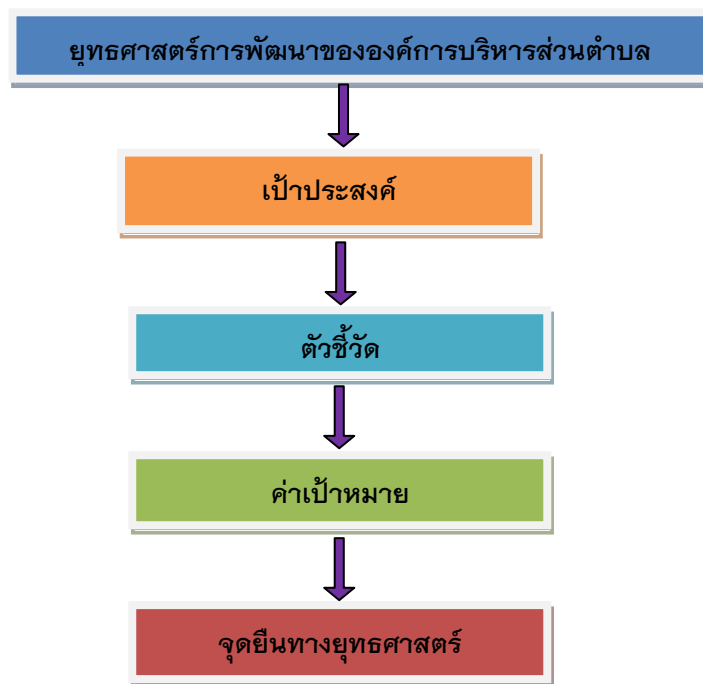 ยุทธศาสตร์การพัฒนาขององค์การบริหารส่วนตำบล
เป้าประสงค์
ตัวชี้วัด
ค่าเป้าหมาย
จุดยืนทางยุทธศาสตร์